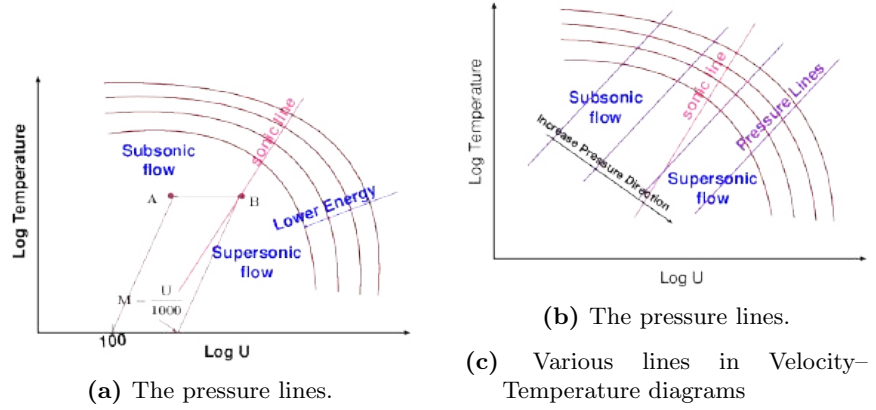 Log Temperature
Subsonic
flow
sonic line
A
B
Lower Energy
Supersonic
flow
M = U
1000
100
Log U
(a) The pressure lines.
Log Temperature
Subsonic
flow
sonic line
Pressure Lines
Increase Pressure Direction
Supersonic
flow
Log U
(b) The pressure lines.
(c) Various lines in Velocity–
Temperature diagrams